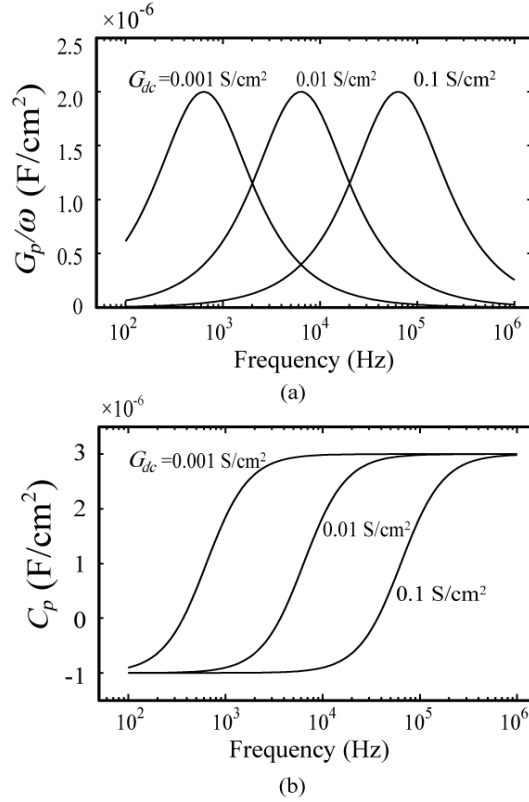 ×10⁻⁶
2.5
G_dc=0.001 S/cm² 0.01 S/cm² 0.1 S/cm²
2.0
1.5
1.0
0.5
0
G_p/ω (F/cm²)
10² 10³ 10⁴ 10⁵ 10⁶
Frequency (Hz)
(a)
×10⁻⁶
3
G_dc=0.001 S/cm²
2
0.01 S/cm²
1
0.1 S/cm²
0
-1
C_p (F/cm²)
10² 10³ 10⁴ 10⁵ 10⁶
Frequency (Hz)
(b)